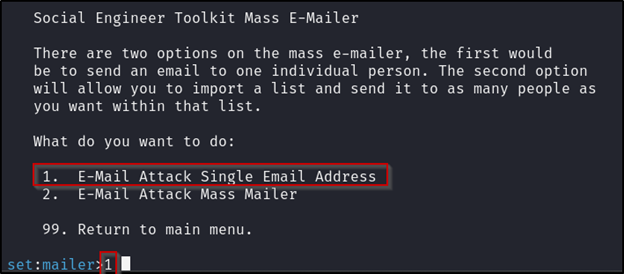 Social Engineer Toolkit Mass E-Mailer
There are two options on the mass e-mailer, the first would
be to send an email to one individual person. The second option
will allow you to import a list and send it to as many people as
you want within that list.
What do you want to do:
1. E-Mail Attack Single Email Address
2. E-Mail Attack Mass Mailer
99. Return to main menu.
set:mailer>1